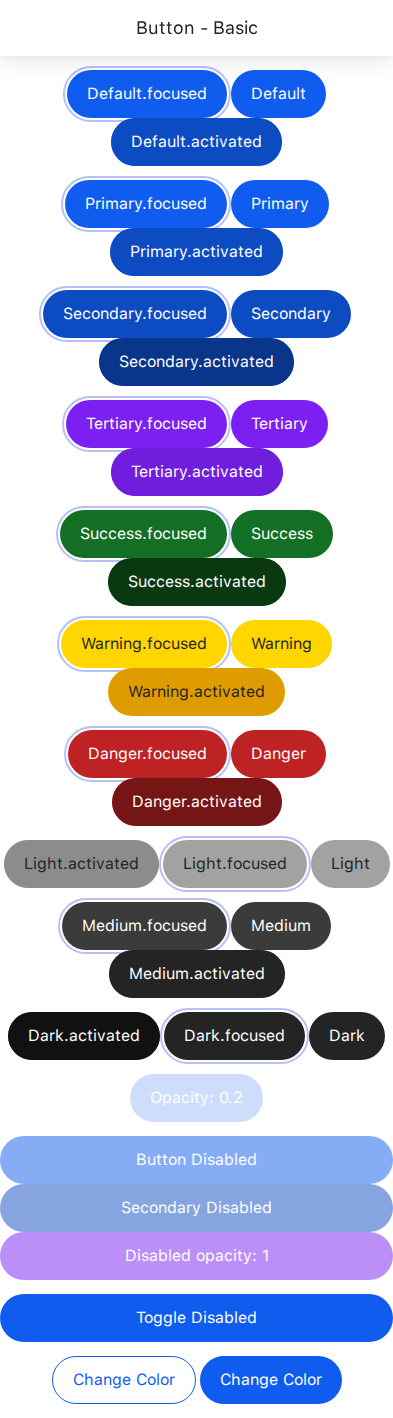 Button - Basic
Default.focused Default
Default.activated
Primary.focused Primary
Primary.activated
Secondary.focused Secondary
Secondary.activated
Tertiary.focused Tertiary
Tertiary.activated
Success.focused Success
Success.activated
Warning.focused Warning
Warning.activated
Danger.focused Danger
Danger.activated
Light.activated Light.focused Light
Medium.focused Medium
Medium.activated
Dark.activated Dark.focused Dark
Opacity: 0.2
Button Disabled
Secondary Disabled
Disabled opacity: 1
Toggle Disabled
Change Color Change Color